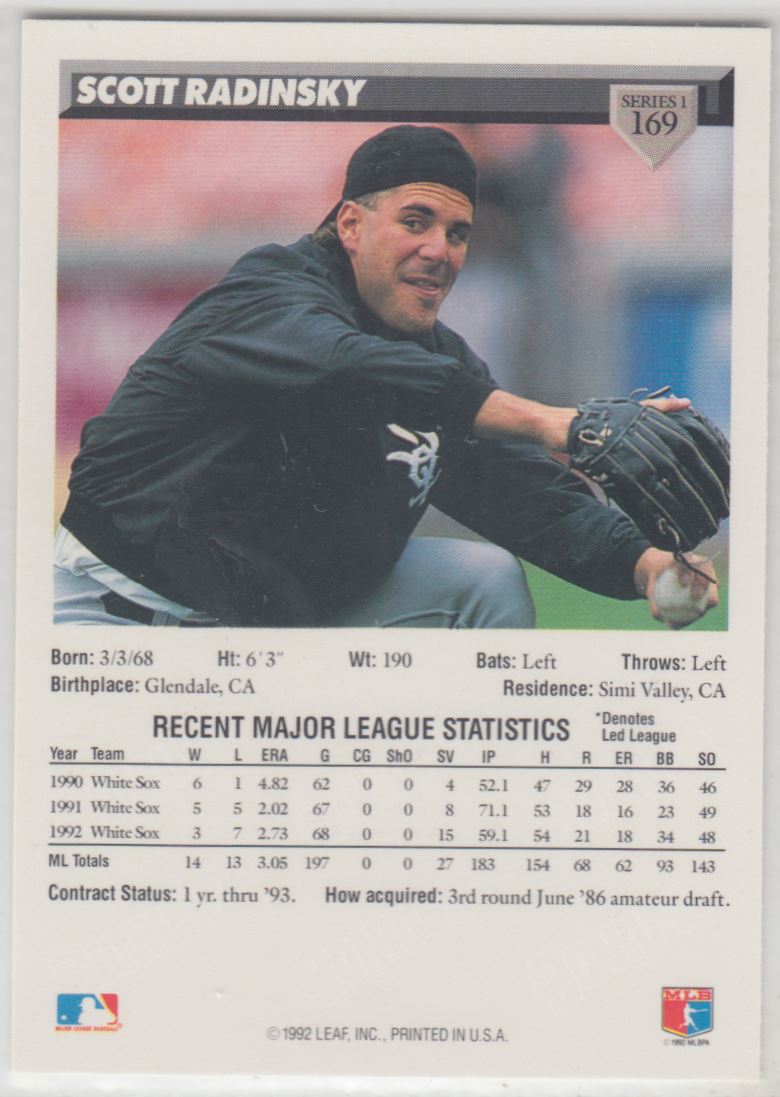 SCOTT RADINSKY
SERIES 1
169
Born: 3/3/68 Ht: 6'3" Wt: 190 Bats: Left Throws: Left
Birthplace: Glendale, CA Residence: Simi Valley, CA
RECENT MAJOR LEAGUE STATISTICS *Denotes
Led League
Year Team W L ERA G CG ShO SV IP H R ER BB SO
1990 White Sox 6 1 4.82 62 0 0 4 52.1 47 29 28 36 46
1991 White Sox 5 5 2.02 67 0 0 8 71.1 53 18 16 23 49
1992 White Sox 3 7 2.73 68 0 0 15 59.1 54 21 18 34 48
ML Totals 14 13 3.05 197 0 0 27 183 154 68 62 93 143
Contract Status: 1 yr. thru '93. How acquired: 3rd round June '86 amateur draft.
MLB
MAJOR LEAGUE BASEBALL®
©1992 LEAF, INC., PRINTED IN U.S.A.
©1992 MLBPA